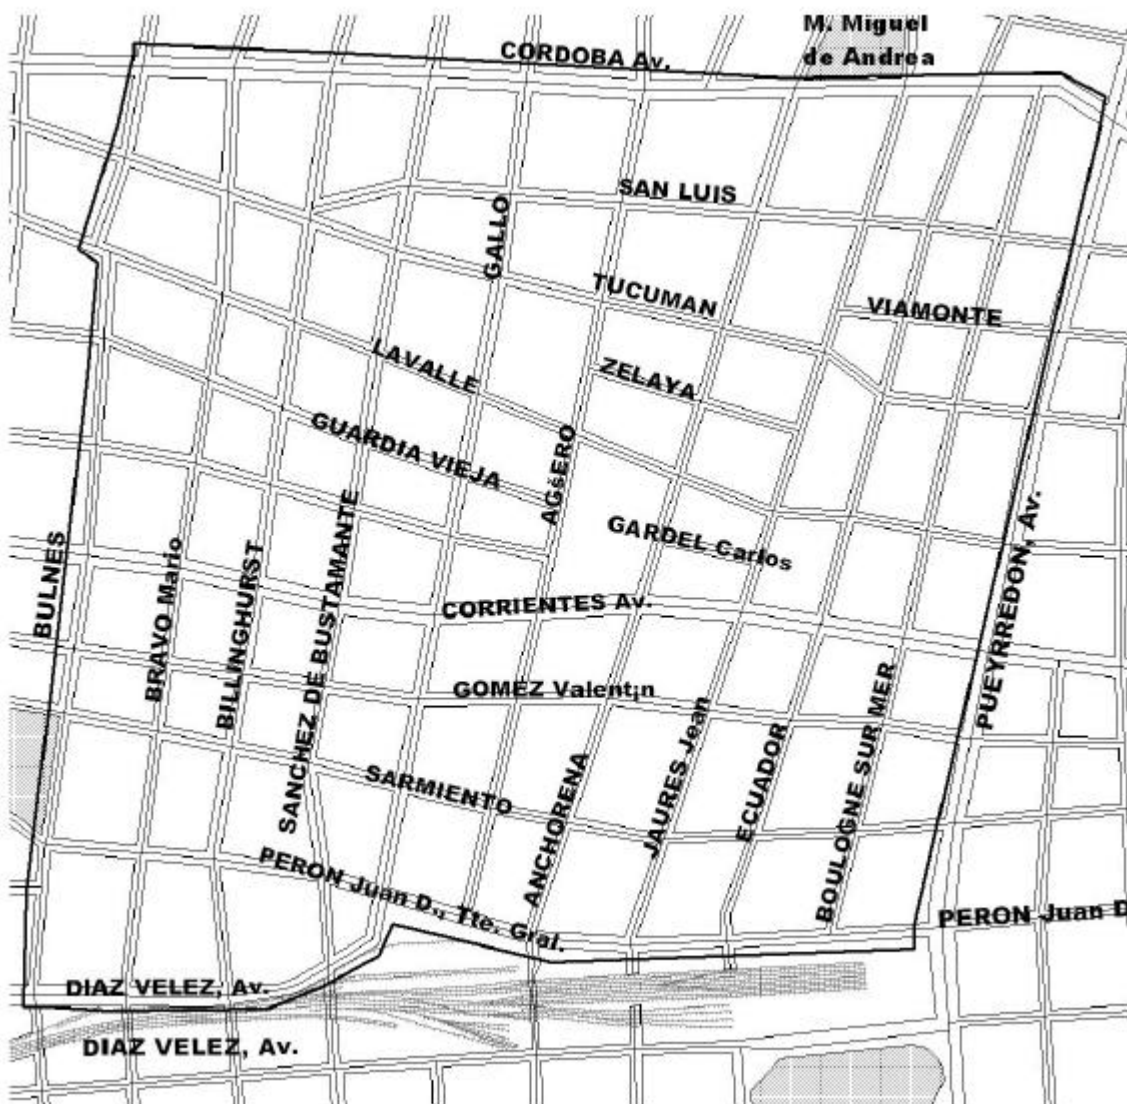 M. Miguel
de Andrea
CORDOBA Av.
SAN LUIS
GALLO
TUCUMAN
VIAMONTE
LAVALLE
ZELAYA
GUARDIA VIEJA
AGšERO
GARDEL Carlos
PUEYRREDON, Av.
BULNES
BRAVO Mario
BILLINGHURST
SANCHEZ DE BUSTAMANTE
CORRIENTES Av.
GOMEZ Valent¡n
SARMIENTO
ANCHORENA
JAURES Jean
ECUADOR
BOULOGNE SUR MER
PERON Juan D., Tte. Gral.
PERON Juan D
DIAZ VELEZ, Av.
DIAZ VELEZ, Av.